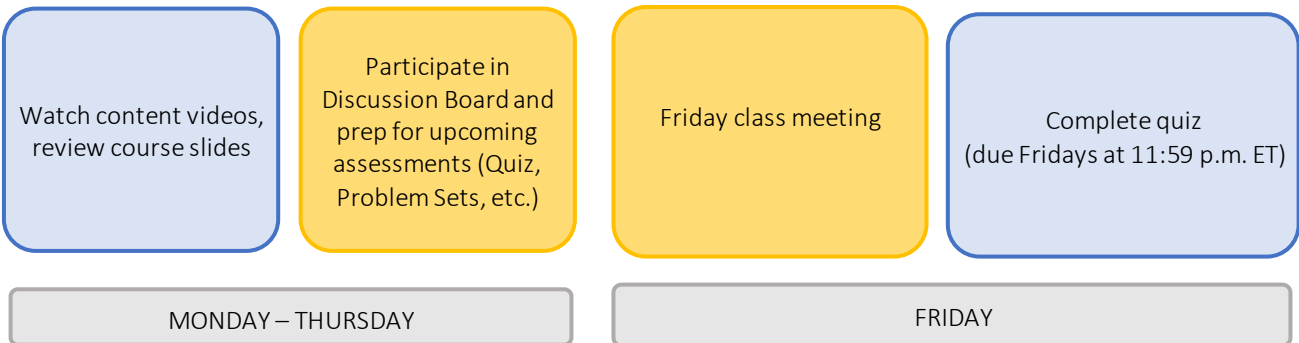 Watch content videos,
review course slides
Participate in
Discussion Board and
prep for upcoming
assessments (Quiz,
Problem Sets, etc.)
Friday class meeting
Complete quiz
(due Fridays at 11:59 p.m. ET)
MONDAY – THURSDAY
FRIDAY